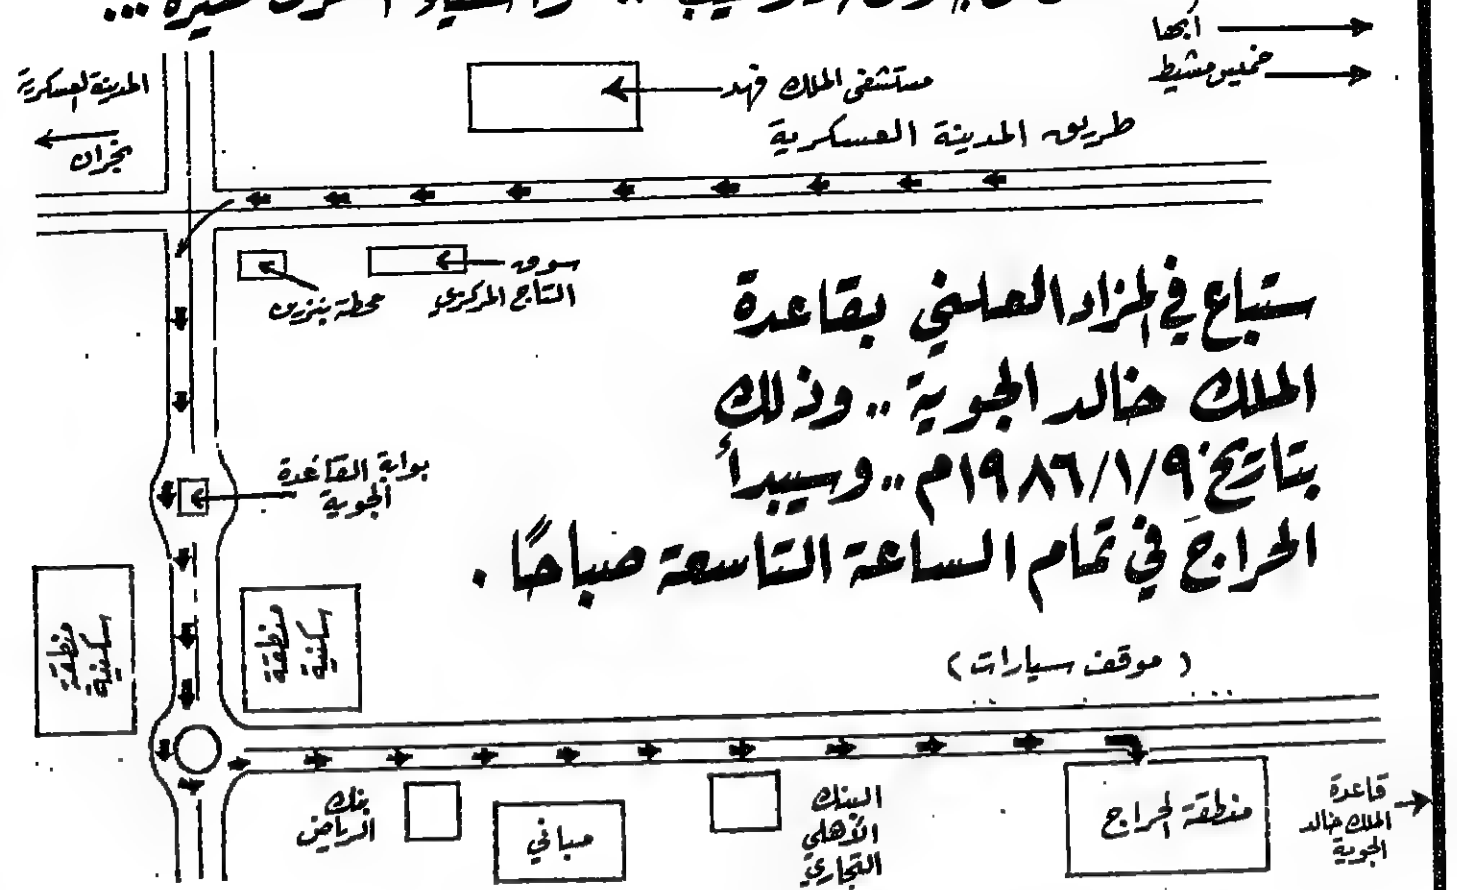 أبها
خميس مشيط
المدينة العسكرية
نجران
مستشفى الملك فهد
طريق المدينة العسكرية
سوق
التاج المركزي
محطة بنزين
ستباع في المزاد العلني بقاعدة
الملك خالد الجوية .. وذلك
بتاريخ ١٩٨٦/١/٩م .. وسيبدأ
الحراج في تمام الساعة التاسعة صباحًا .
بوابة القاعدة
الجوية
منطقة
سكنية
منطقة
سكنية
( موقف سيارات )
منطقة الحراج
قاعدة
الملك خالد
الجوية
البنك
الأهلي
التجاري
مباني
بنك
الرياض